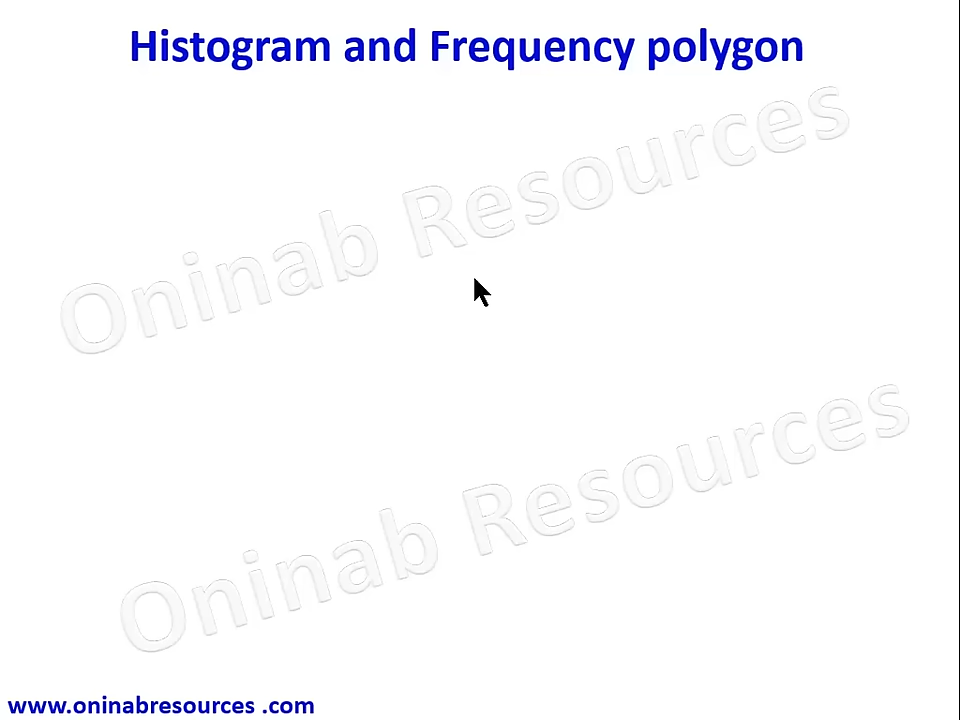 Histogram and Frequency polygon
Oninab Resources
Oninab Resources
www.oninabresources .com